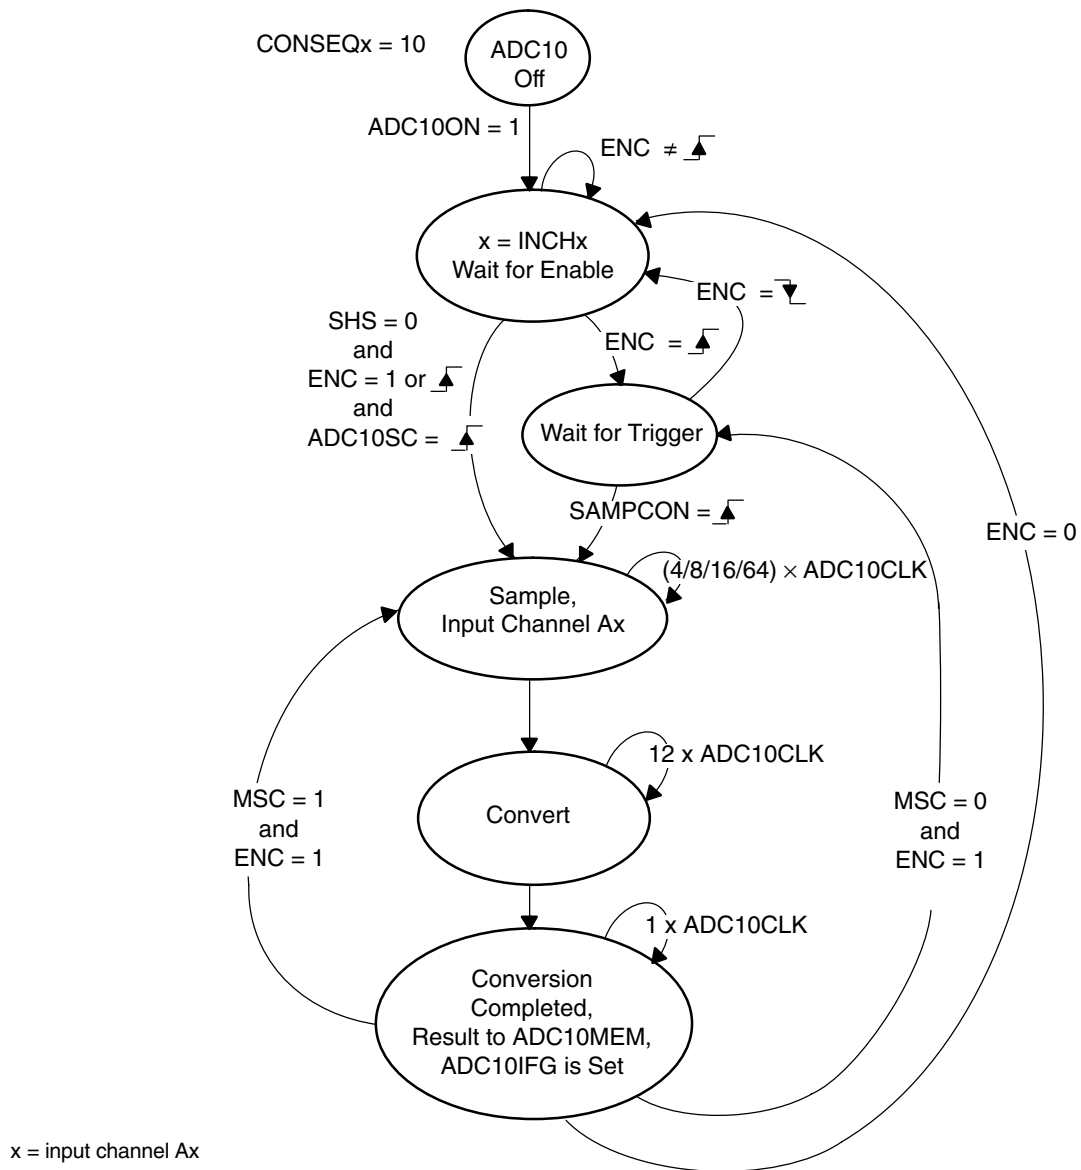 CONSEQx = 10
ADC10
Off
ADC10ON = 1
ENC ≠
x = INCHx
Wait for Enable
ENC =
SHS = 0
and
ENC = 1 or
and
ADC10SC =
ENC =
Wait for Trigger
SAMPCON =
ENC = 0
(4/8/16/64) × ADC10CLK
Sample,
Input Channel Ax
12 x ADC10CLK
Convert
MSC = 1
and
ENC = 1
MSC = 0
and
ENC = 1
1 x ADC10CLK
Conversion
Completed,
Result to ADC10MEM,
ADC10IFG is Set
x = input channel Ax